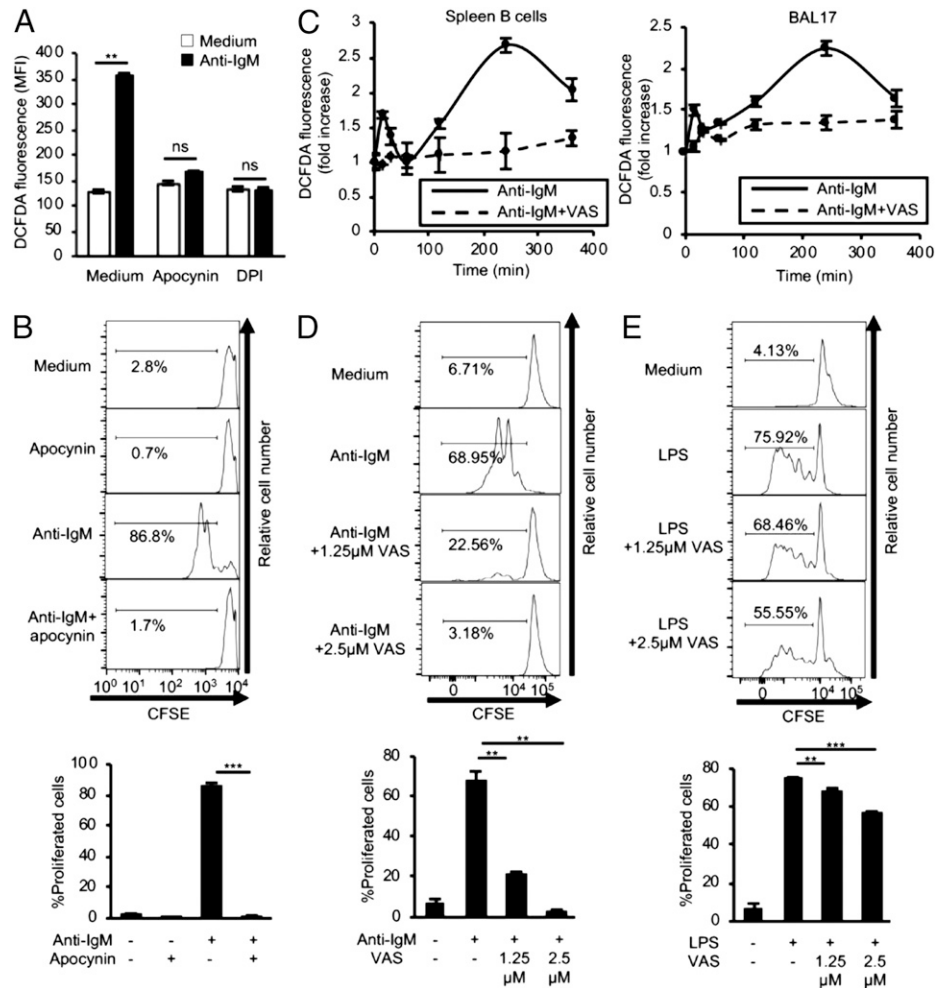 A
DCFDA fluorescence (MFI)
400
350
300
250
200
150
100
50
0
Medium
Anti-IgM
**
ns
ns
Medium Apocynin DPI
C
Spleen B cells
DCFDA fluorescence
(fold increase)
3
2.5
2
1.5
1
0.5
0
Anti-IgM
Anti-IgM+VAS
0 100 200 300 400
Time (min)
BAL17
DCFDA fluorescence
(fold increase)
2.5
2
1.5
1
0.5
0
Anti-IgM
Anti-IgM+VAS
0 100 200 300 400
Time (min)
B
Medium
2.8%
Apocynin
0.7%
Anti-IgM
86.8%
Anti-IgM+
apocynin
1.7%
10⁰ 10¹ 10² 10³ 10⁴
CFSE
Relative cell number
%Proliferated cells
100
80
60
40
20
0
***
Anti-IgM - - + +
Apocynin - + - +
D
Medium
6.71%
Anti-IgM
68.95%
Anti-IgM
+1.25μM VAS
22.56%
Anti-IgM
+2.5μM VAS
3.18%
0 10⁴ 10⁵
CFSE
Relative cell number
%Proliferated cells
80
60
40
20
0
**
**
Anti-IgM - + + +
VAS - - 1.25 2.5
μM μM
E
Medium
4.13%
LPS
75.92%
LPS
+1.25μM VAS
68.46%
LPS
+2.5μM VAS
55.55%
0 10⁴ 10⁵
CFSE
Relative cell number
%Proliferated cells
80
60
40
20
0
***
**
LPS - + + +
VAS - - 1.25 2.5
μM μM